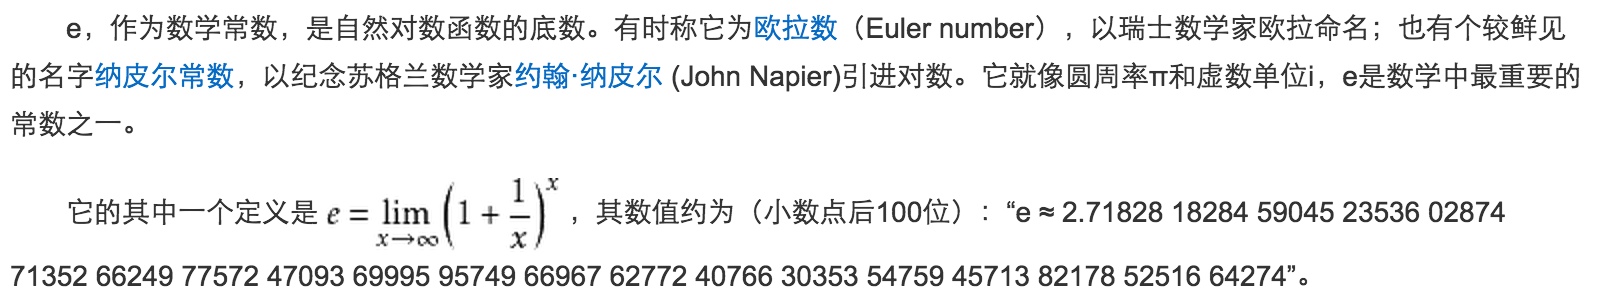 e，作为数学常数，是自然对数函数的底数。有时称它为欧拉数（Euler number），以瑞士数学家欧拉命名；也有个较鲜见
的名字纳皮尔常数，以纪念苏格兰数学家约翰·纳皮尔 (John Napier)引进对数。它就像圆周率π和虚数单位i，e是数学中最重要的
常数之一。
它的其中一个定义是 e = lim x→∞ (1 + 1/x)^x ，其数值约为（小数点后100位）：“e ≈ 2.71828 18284 59045 23536 02874
71352 66249 77572 47093 69995 95749 66967 62772 40766 30353 54759 45713 82178 52516 64274”。